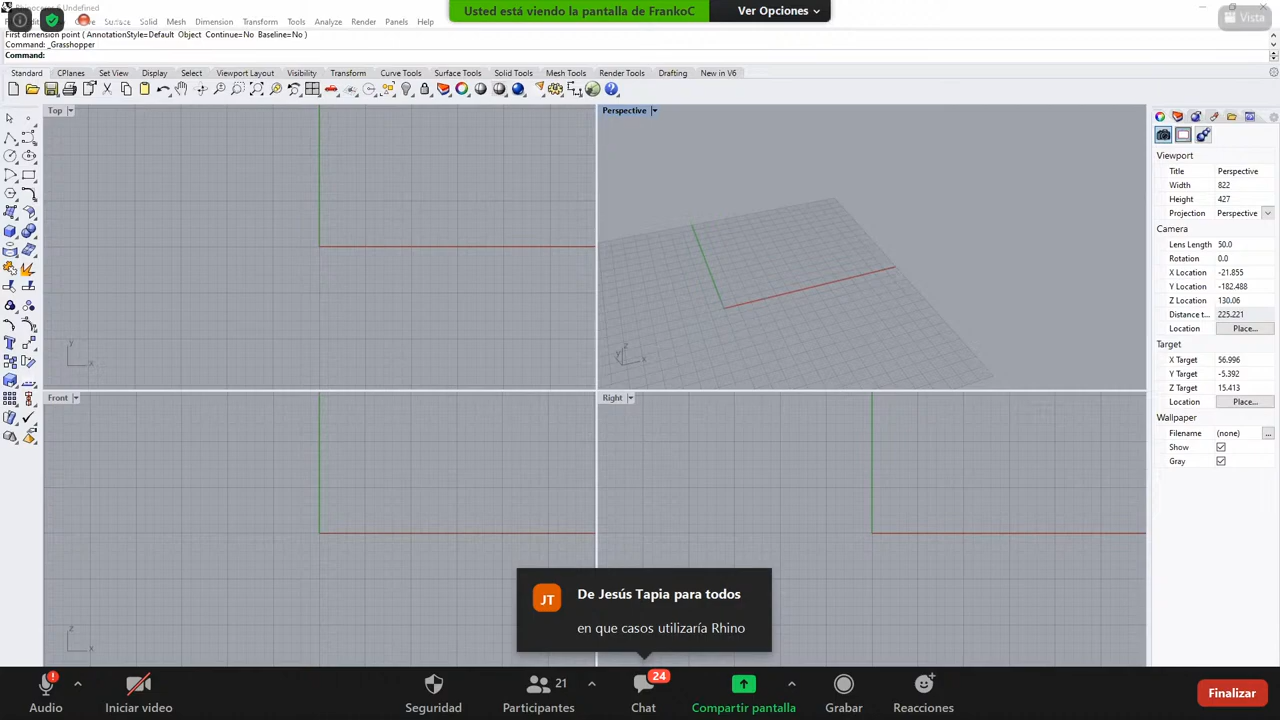 Usted está viendo la pantalla de FrankoC
Ver Opciones
Vista
Surface Solid Mesh Dimension Transform Tools Analyze Render Panels Help
First dimension point ( AnnotationStyle=Default Object Continue=No Baseline=No )
Command: _Grasshopper
Command:
Standard CPlanes Set View Display Select Viewport Layout Visibility Transform Curve Tools Surface Tools Solid Tools Mesh Tools Render Tools Drafting New in V6
Top
Perspective
Viewport
Title Perspective
Width 822
Height 427
Projection Perspective
Camera
Lens Length 50.0
Rotation 0.0
X Location -21.855
Y Location -182.488
Z Location 130.06
Distance t... 225.221
Location Place...
Target
X Target 56.996
Y Target -5.392
Z Target 15.413
Location Place...
Wallpaper
Filename (none) ...
Show
Gray
y
x
z
y x
Front
Right
z
x
z
y
JT
De Jesús Tapia para todos
en que casos utilizaría Rhino
Audio
Iniciar video
Seguridad
21
Participantes
24
Chat
Compartir pantalla
Grabar
Reacciones
Finalizar